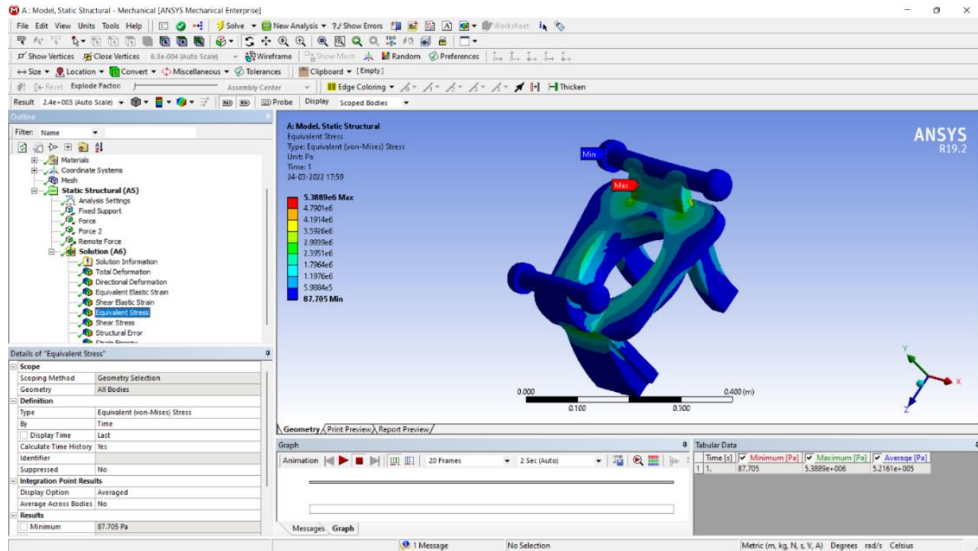 A : Model, Static Structural - Mechanical [ANSYS Mechanical Enterprise]
File Edit View Units Tools Help Solve New Analysis ?/ Show Errors Worksheet
Show Vertices Close Vertices 6.3e-004 (Auto Scale) Wireframe Show Mesh Random Preferences
Size Location Convert Miscellaneous Tolerances Clipboard [Empty]
Reset Explode Factor: Assembly Center Edge Coloring Thicken
Result 2.4e+003 (Auto Scale) Probe Display Scoped Bodies
Outline
Filter: Name
Materials
Coordinate Systems
Mesh
Static Structural (A5)
Analysis Settings
Fixed Support
Force
Force 2
Remote Force
Solution (A6)
Solution Information
Total Deformation
Directional Deformation
Equivalent Elastic Strain
Shear Elastic Strain
Equivalent Stress
Shear Stress
Structural Error
Details of "Equivalent Stress"
Scope
Scoping Method Geometry Selection
Geometry All Bodies
Definition
Type Equivalent (von-Mises) Stress
By Time
Display Time Last
Calculate Time History Yes
Identifier
Suppressed No
Integration Point Results
Display Option Averaged
Average Across Bodies No
Results
Minimum 87.705 Pa
A: Model, Static Structural
Equivalent Stress
Type: Equivalent (von-Mises) Stress
Unit: Pa
Time: 1
24-03-2022 17:59
5.3889e6 Max
4.7901e6
4.1914e6
3.5926e6
2.9939e6
2.3951e6
1.7964e6
1.1976e6
5.9884e5
87.705 Min
Min
Max
ANSYS
R19.2
0.000 0.400 (m)
0.100 0.300
Y
X
Z
Geometry Print Preview Report Preview
Graph
Animation 20 Frames 2 Sec (Auto)
Messages Graph
Tabular Data
Time [s] Minimum [Pa] Maximum [Pa] Average [Pa]
1 1. 87.705 5.3889e+006 5.2161e+005
1 Message No Selection Metric (m, kg, N, s, V, A) Degrees rad/s Celsius